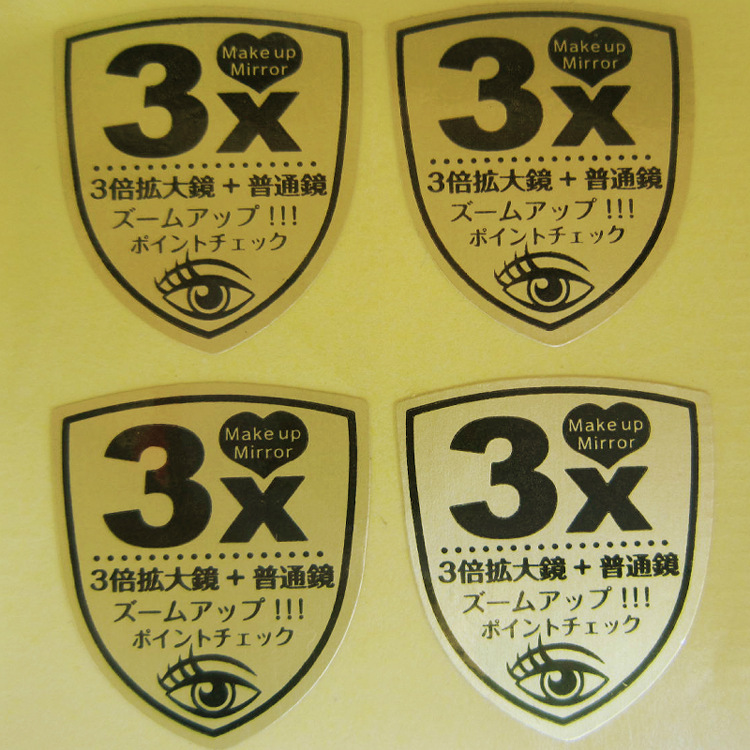 3x
Make up
Mirror
3倍拡大鏡 + 普通鏡
ズームアップ !!!
ポイントチェック
3x
Make up
Mirror
3倍拡大鏡 + 普通鏡
ズームアップ !!!
ポイントチェック
3x
Make up
Mirror
3倍拡大鏡 + 普通鏡
ズームアップ !!!
ポイントチェック
3x
Make up
Mirror
3倍拡大鏡 + 普通鏡
ズームアップ !!!
ポイントチェック